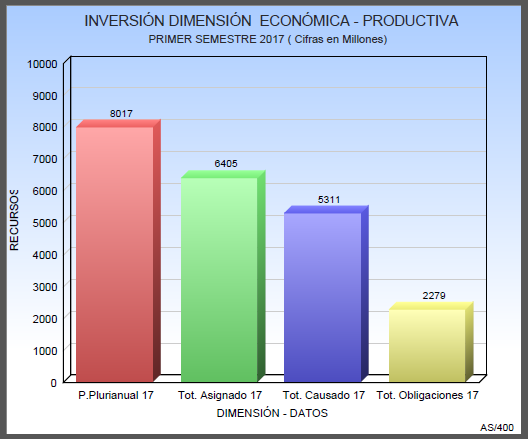 INVERSIÓN DIMENSIÓN ECONÓMICA - PRODUCTIVA
PRIMER SEMESTRE 2017 ( Cifras en Millones)
10000
9000
8000
7000
6000
5000
4000
3000
2000
1000
0
RECURSOS
8017
6405
5311
2279
P.Plurianual 17 Tot. Asignado 17 Tot. Causado 17 Tot. Obligaciones 17
DIMENSIÓN - DATOS
AS/400